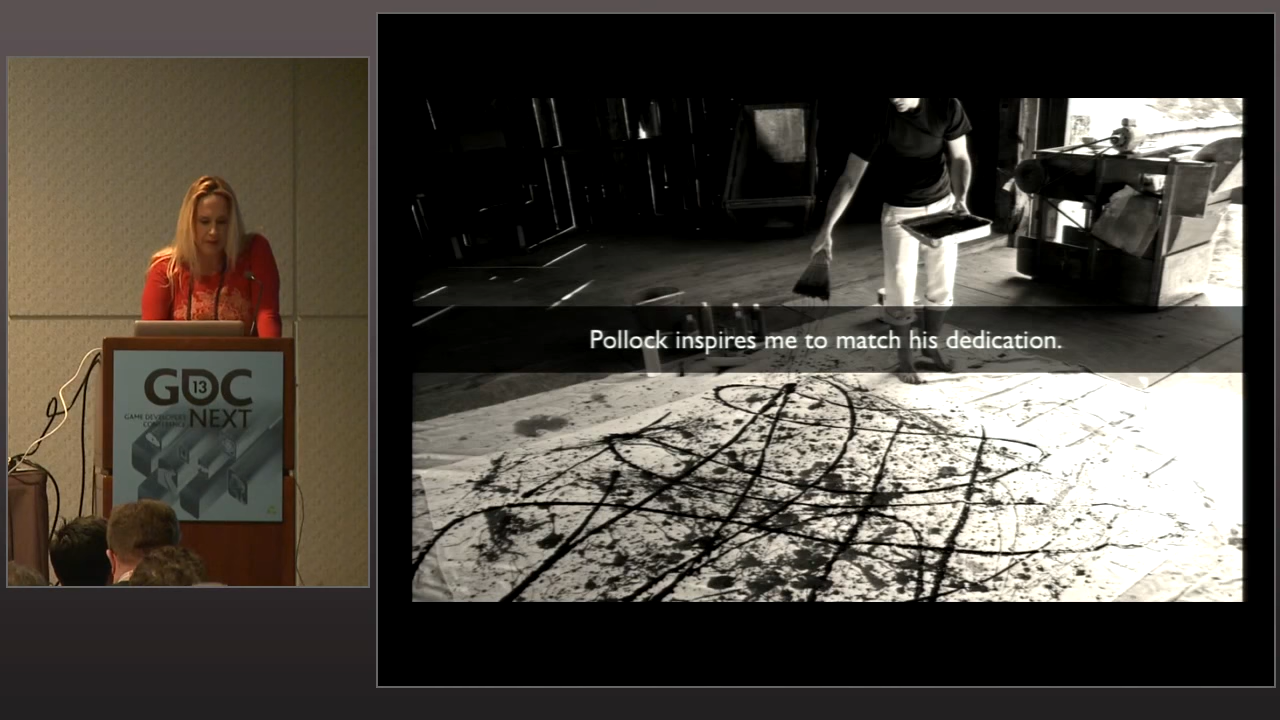 GDC
13
NEXT
GAME DEVELOPERS
CONFERENCE
Pollock inspires me to match his dedication.